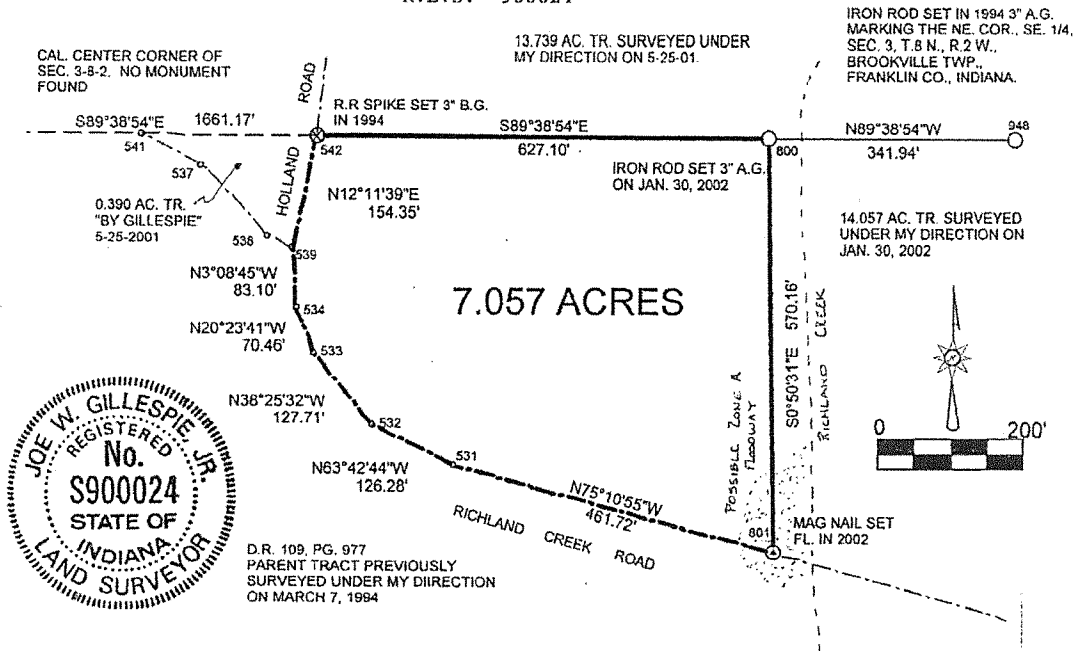 CAL. CENTER CORNER OF
SEC. 3-8-2. NO MONUMENT
FOUND
13.739 AC. TR. SURVEYED UNDER
MY DIRECTION ON 5-25-01.
IRON ROD SET IN 1994 3" A.G.
MARKING THE NE. COR., SE. 1/4,
SEC. 3, T.8 N., R.2 W.,
BROOKVILLE TWP.,
FRANKLIN CO., INDIANA.
HOLLAND ROAD
R.R SPIKE SET 3" B.G.
IN 1994
S89°38'54"E
1661.17'
541
542
S89°38'54"E
627.10'
800
N89°38'54"W
341.94'
948
IRON ROD SET 3" A.G.
ON JAN. 30, 2002
537
0.390 AC. TR.
"BY GILLESPIE"
5-25-2001
538
539
N12°11'39"E
154.35'
14.057 AC. TR. SURVEYED
UNDER MY DIRECTION ON
JAN. 30, 2002
N3°08'45"W
83.10'
534
7.057 ACRES
N20°23'41"W
70.46'
533
S0°50'31"E 570.16'
RICHLAND CREEK
N38°25'32"W
127.71'
532
POSSIBLE ZONE A
FLOODWAY
0 200'
N63°42'44"W
126.28'
531
N75°10'55"W
461.72'
RICHLAND CREEK ROAD
801
MAG NAIL SET
FL. IN 2002
JOE W. GILLESPIE, JR.
REGISTERED
No.
S900024
STATE OF
INDIANA
LAND SURVEYOR
D.R. 109, PG. 977
PARENT TRACT PREVIOUSLY
SURVEYED UNDER MY DIIRECTION
ON MARCH 7, 1994